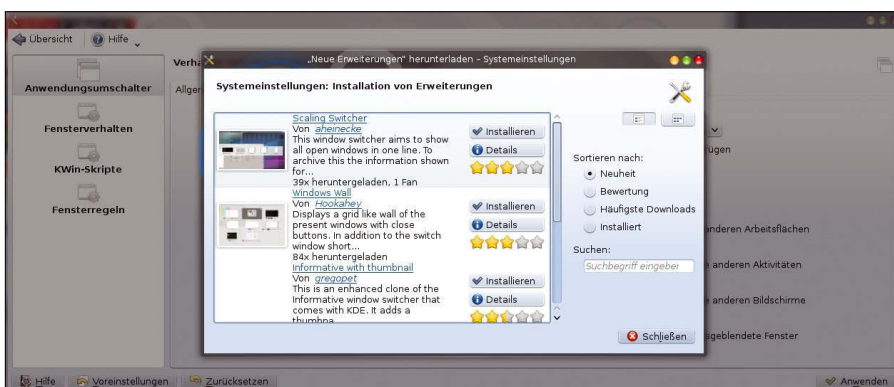 Übersicht Hilfe
Anwendungsumschalter
Fensterverhalten
KWin-Skripte
Fensterregeln
Verha
Allger
„Neue Erweiterungen“ herunterladen – Systemeinstellungen
Systemeinstellungen: Installation von Erweiterungen
Scaling Switcher
Von aheinecke
This window switcher aims to show
all open windows in one line. To
archive this the information shown
for...
39x heruntergeladen, 1 Fan
Installieren
Details
Windows Wall
Von Hookahey
Displays a grid like wall of the
present windows with close
buttons. In addition to the switch
window short...
84x heruntergeladen
Installieren
Details
Informative with thumbnail
Von gregopet
This is an enhanced clone of the
Informative window switcher that
comes with KDE. It adds a
thumbna...
Installieren
Details
Sortieren nach:
Neuheit
Bewertung
Häufigste Downloads
Installiert
Suchen:
Suchbegriff eingeber
Schließen
fügen
anderen Arbeitsflächen
anderen Aktivitäten
anderen Bildschirme
sgeblendete Fenster
Hilfe Voreinstellungen Zurücksetzen Anwenden